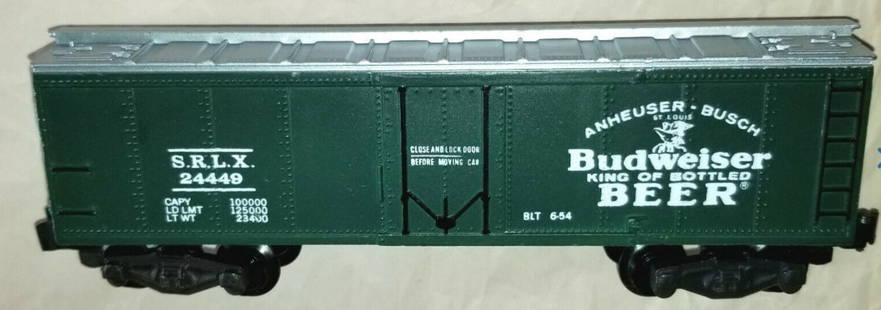 S.R.L.X.
24449
CAPY 100000
LD LMT 125000
LT WT 23400
CLOSE AND LOCK DOOR
BEFORE MOVING CAR
BLT 6-54
ANHEUSER-BUSCH
ST. LOUIS
Budweiser
KING OF BOTTLED
BEER®